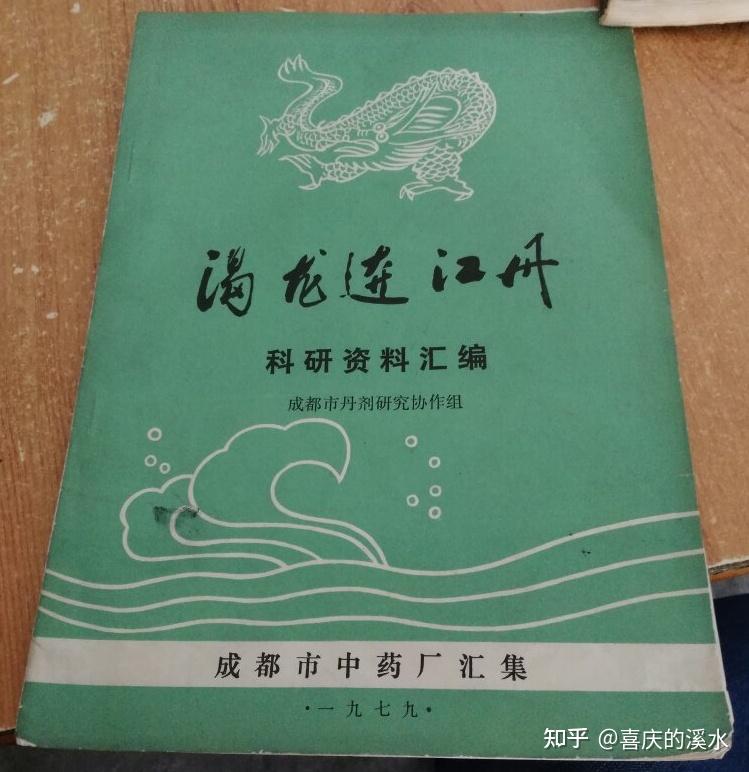 渴龙奔江丹
科研资料汇编
成都市丹剂研究协作组
成都市中药厂汇集
·一九七九·
知乎 @喜庆的溪水